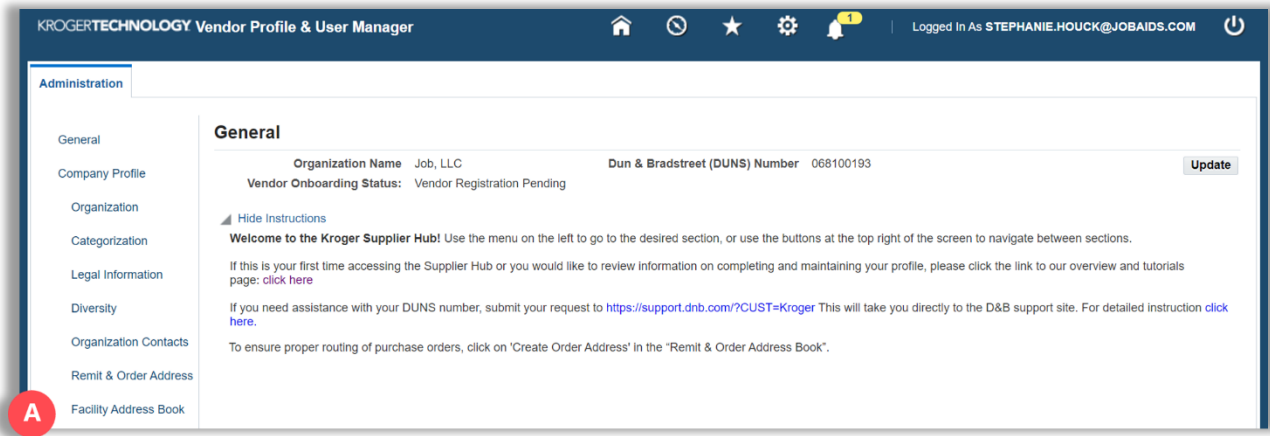 KROGERTECHNOLOGY. Vendor Profile & User Manager
1
Logged In As STEPHANIE.HOUCK@JOBAIDS.COM
Administration
General
Company Profile
Organization
Categorization
Legal Information
Diversity
Organization Contacts
Remit & Order Address
Facility Address Book
A
General
Organization Name Job, LLC
Dun & Bradstreet (DUNS) Number 068100193
Update
Vendor Onboarding Status: Vendor Registration Pending
Hide Instructions
Welcome to the Kroger Supplier Hub! Use the menu on the left to go to the desired section, or use the buttons at the top right of the screen to navigate between sections.
If this is your first time accessing the Supplier Hub or you would like to review information on completing and maintaining your profile, please click the link to our overview and tutorials
page: click here
If you need assistance with your DUNS number, submit your request to https://support.dnb.com/?CUST=Kroger This will take you directly to the D&B support site. For detailed instruction click
here.
To ensure proper routing of purchase orders, click on 'Create Order Address' in the “Remit & Order Address Book”.